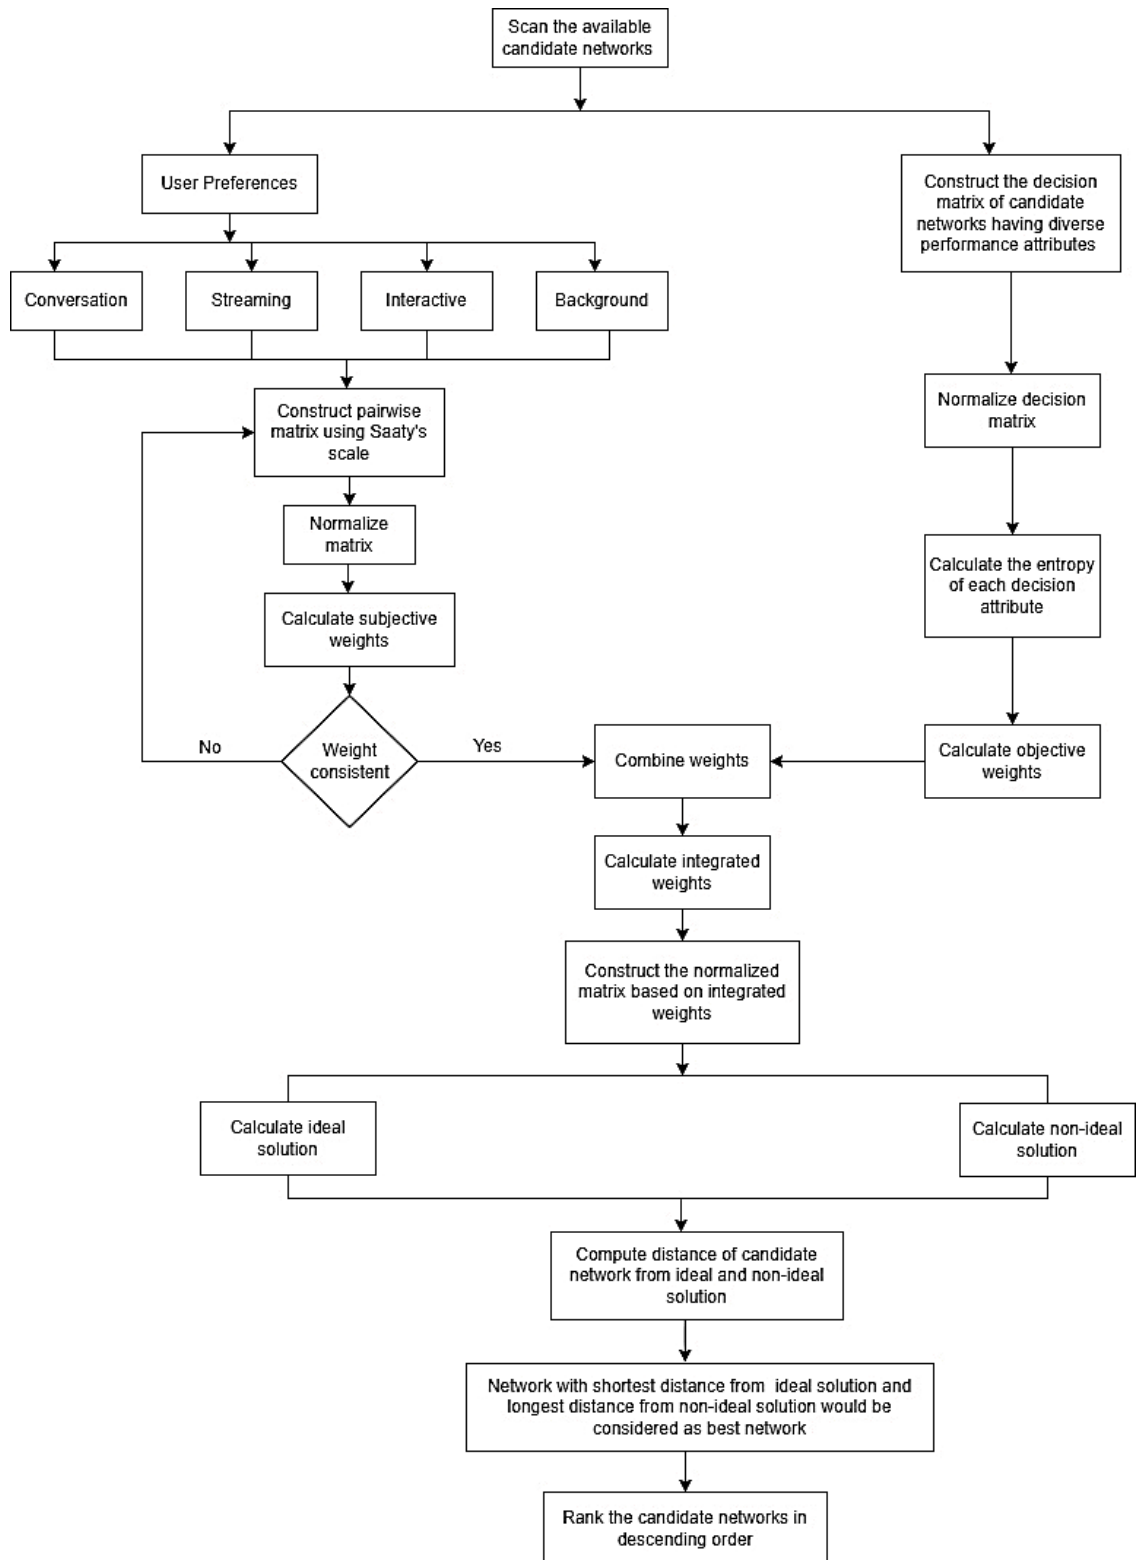 Scan the available
candidate networks
User Preferences
Construct the decision
matrix of candidate
networks having diverse
performance attributes
Conversation
Streaming
Interactive
Background
Construct pairwise
matrix using Saaty's
scale
Normalize decision
matrix
Normalize
matrix
Calculate the entropy
of each decision
attribute
Calculate subjective
weights
No
Weight
consistent
Yes
Combine weights
Calculate objective
weights
Calculate integrated
weights
Construct the normalized
matrix based on integrated
weights
Calculate ideal
solution
Calculate non-ideal
solution
Compute distance of candidate
network from ideal and non-ideal
solution
Network with shortest distance from ideal solution and
longest distance from non-ideal solution would be
considered as best network
Rank the candidate networks in
descending order